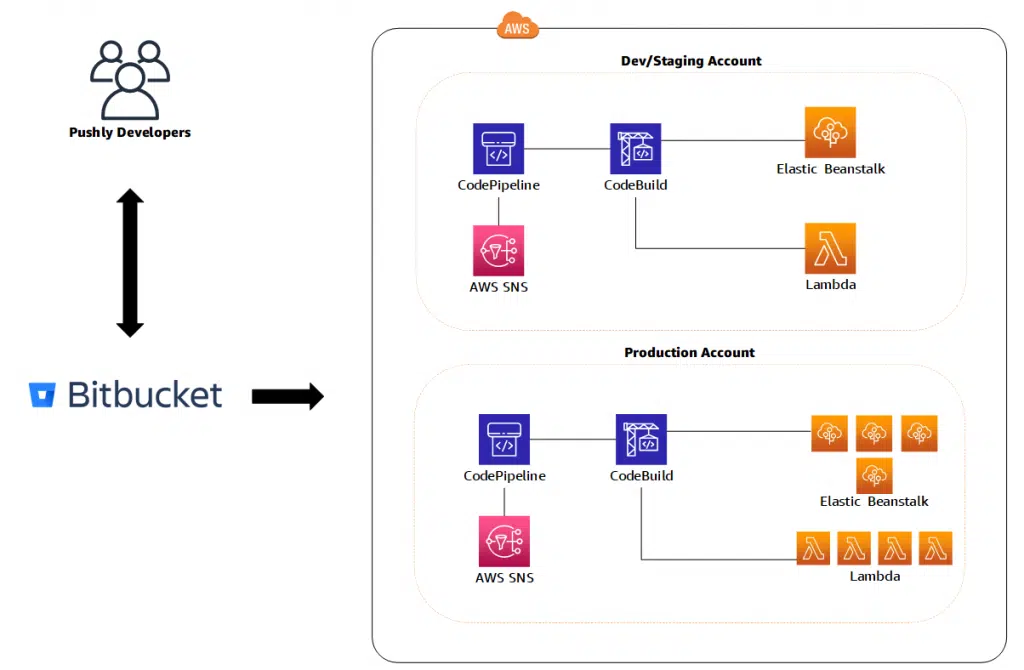 AWS
Dev/Staging Account
Pushly Developers
CodePipeline
CodeBuild
Elastic Beanstalk
AWS SNS
Lambda
Production Account
Bitbucket
CodePipeline
CodeBuild
Elastic Beanstalk
AWS SNS
Lambda